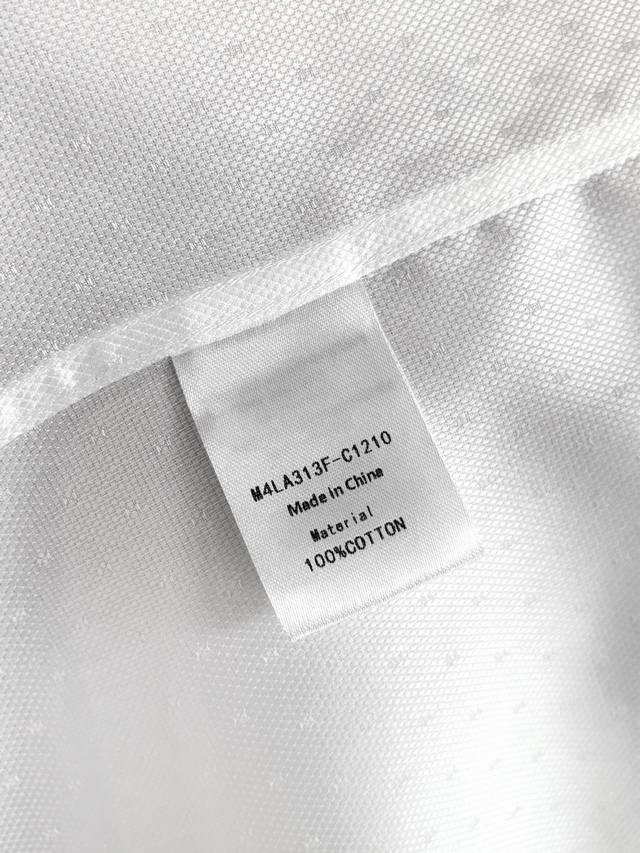 M4LA313F-C1210
Made in China
Material
100%COTTON